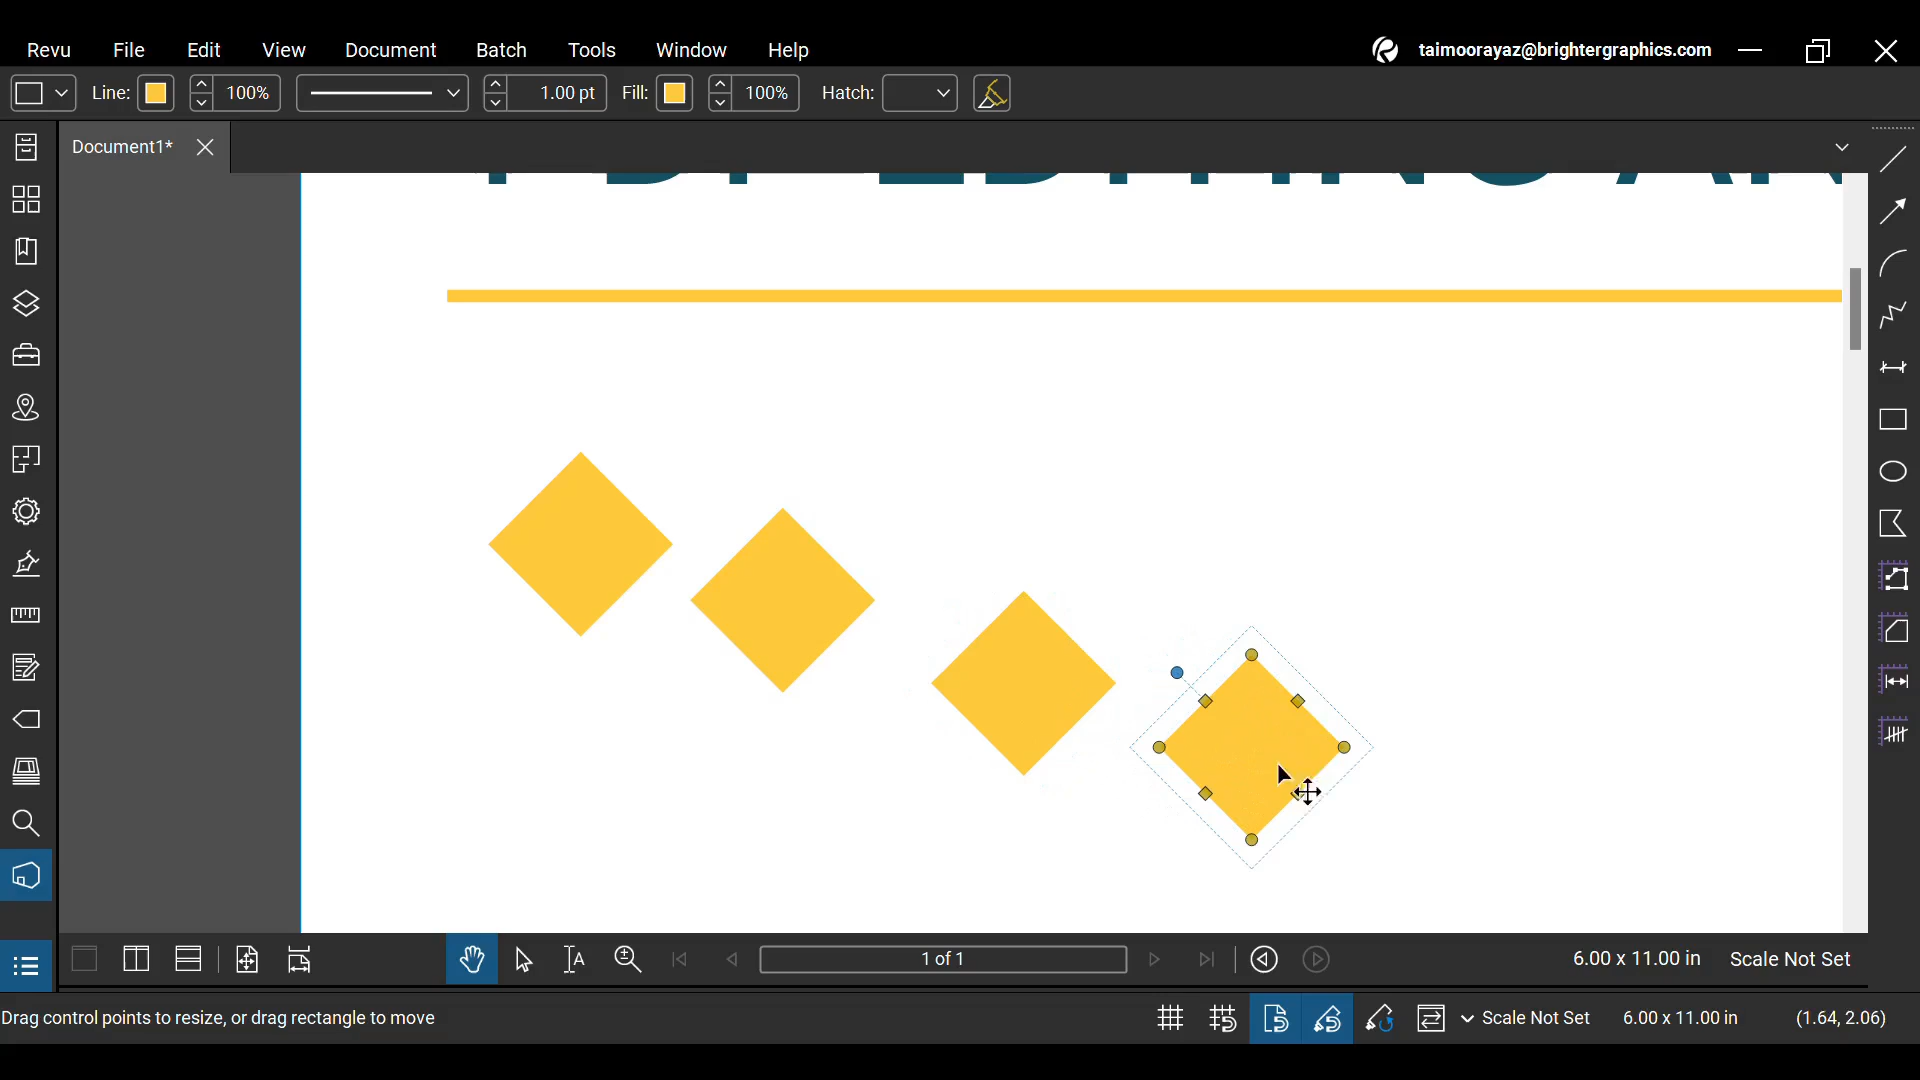 Revu File Edit View Document Batch Tools Window Help taimoorayaz@brightergraphics.com
Line: 100% 1.00 pt Fill: 100% Hatch:
Document1*
1 of 1 6.00 x 11.00 in Scale Not Set
Drag control points to resize, or drag rectangle to move Scale Not Set 6.00 x 11.00 in (1.64, 2.06)